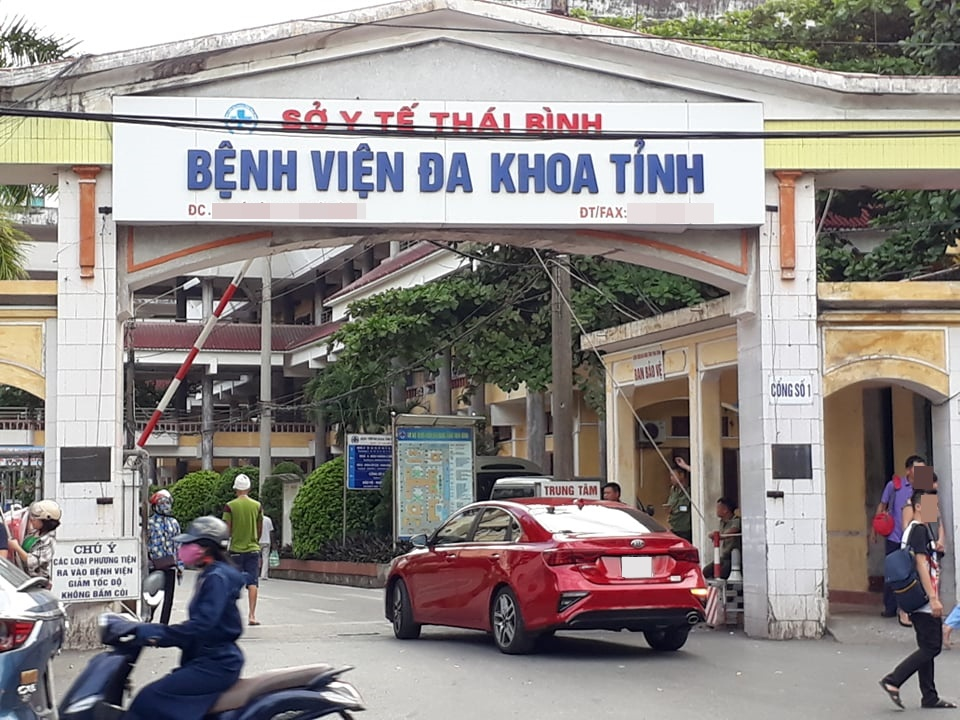 SỞ Y TẾ THÁI BÌNH
BỆNH VIỆN ĐA KHOA TỈNH
ĐC.
ĐT/FAX:
BAN BẢO VỆ
CỔNG SỐ 1
TRUNG TÂM
CHÚ Ý
CÁC LOẠI PHƯƠNG TIỆN
RA VÀO BỆNH VIỆN
GIẢM TỐC ĐỘ
KHÔNG BẤM CÒI